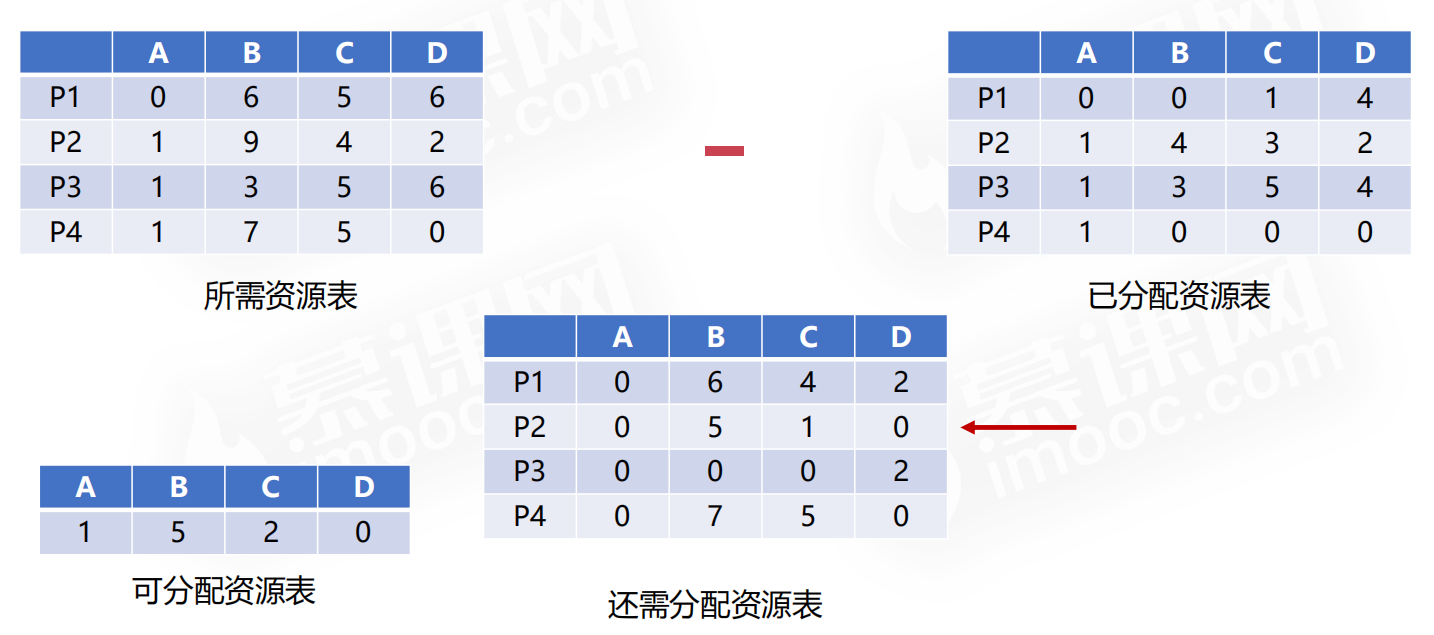 A B C D
P1 0 6 5 6
P2 1 9 4 2
P3 1 3 5 6
P4 1 7 5 0
所需资源表
A B C D
P1 0 0 1 4
P2 1 4 3 2
P3 1 3 5 4
P4 1 0 0 0
已分配资源表
A B C D
1 5 2 0
可分配资源表
A B C D
P1 0 6 4 2
P2 0 5 1 0
P3 0 0 0 2
P4 0 7 5 0
还需分配资源表
慕课网
imooc.com